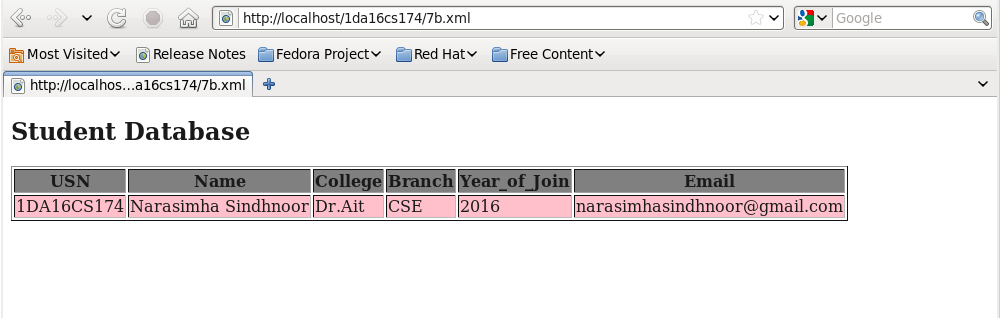 http://localhost/1da16cs174/7b.xml Google
Most Visited Release Notes Fedora Project Red Hat Free Content
http://localhos...a16cs174/7b.xml
Student Database
USN Name College Branch Year_of_Join Email
1DA16CS174 Narasimha Sindhnoor Dr.Ait CSE 2016 narasimhasindhnoor@gmail.com